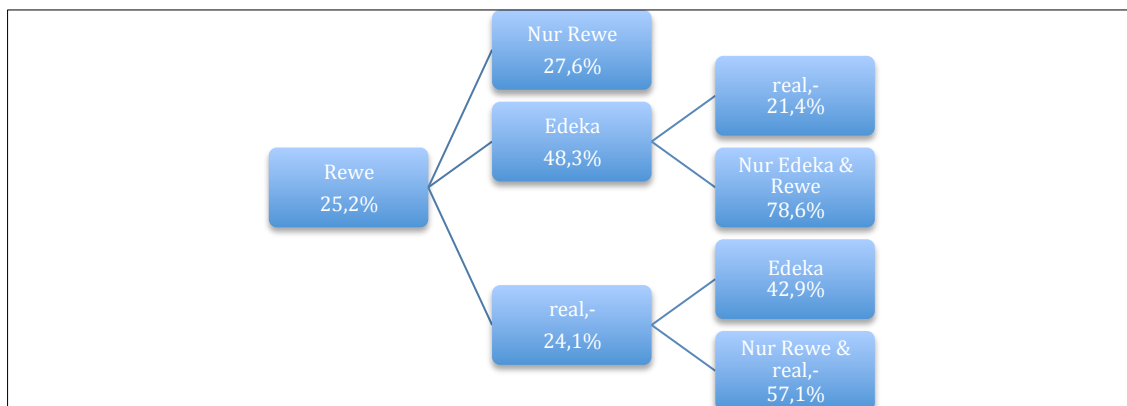 Nur Rewe
27,6%
real,-
21,4%
Edeka
48,3%
Nur Edeka &
Rewe
78,6%
Rewe
25,2%
Edeka
42,9%
real,-
24,1%
Nur Rewe &
real,-
57,1%